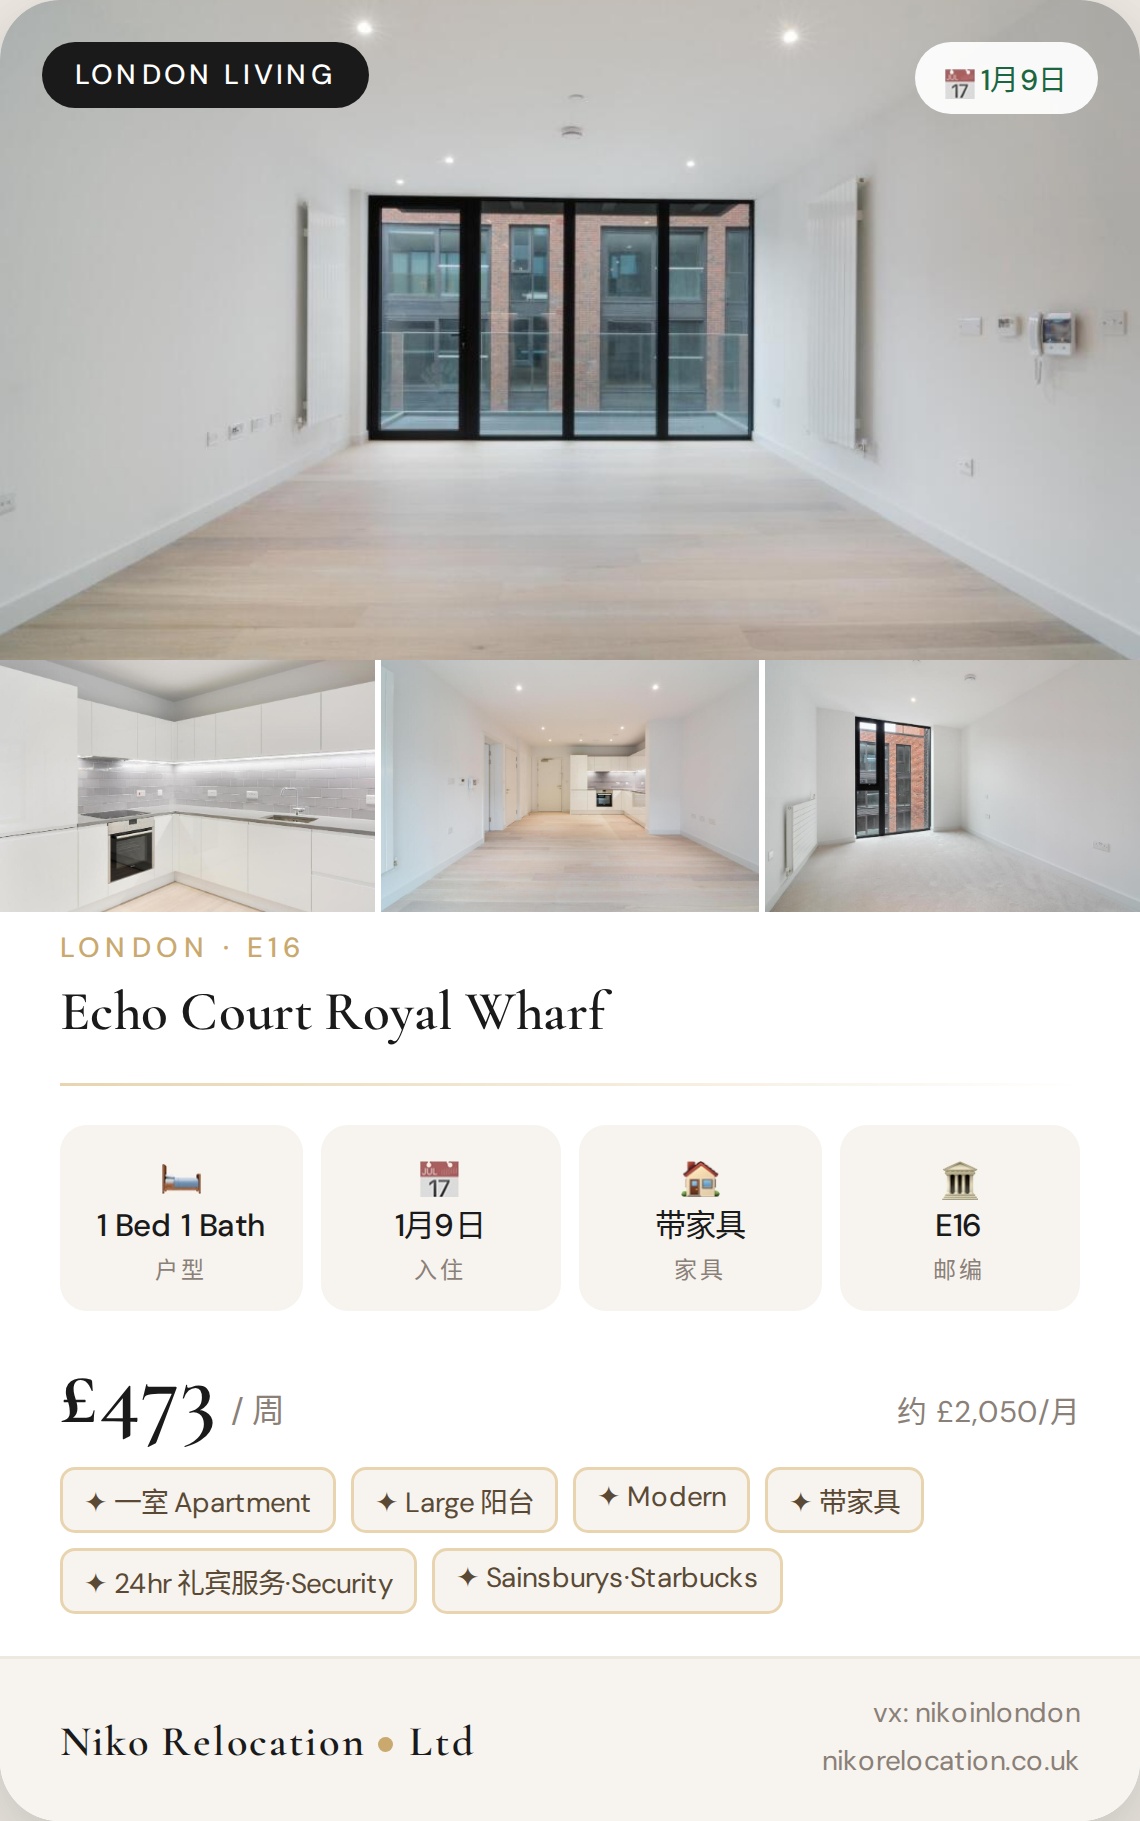 LONDON LIVING
1月9日
LONDON · E16
Echo Court Royal Wharf
1 Bed 1 Bath
户型
1月9日
入住
带家具
家具
E16
邮编
£473 / 周
约 £2,050/月
✦ 一室 Apartment
✦ Large 阳台
✦ Modern
✦ 带家具
✦ 24hr 礼宾服务·Security
✦ Sainsburys·Starbucks
Niko Relocation ● Ltd
vx: nikoinlondon
nikorelocation.co.uk